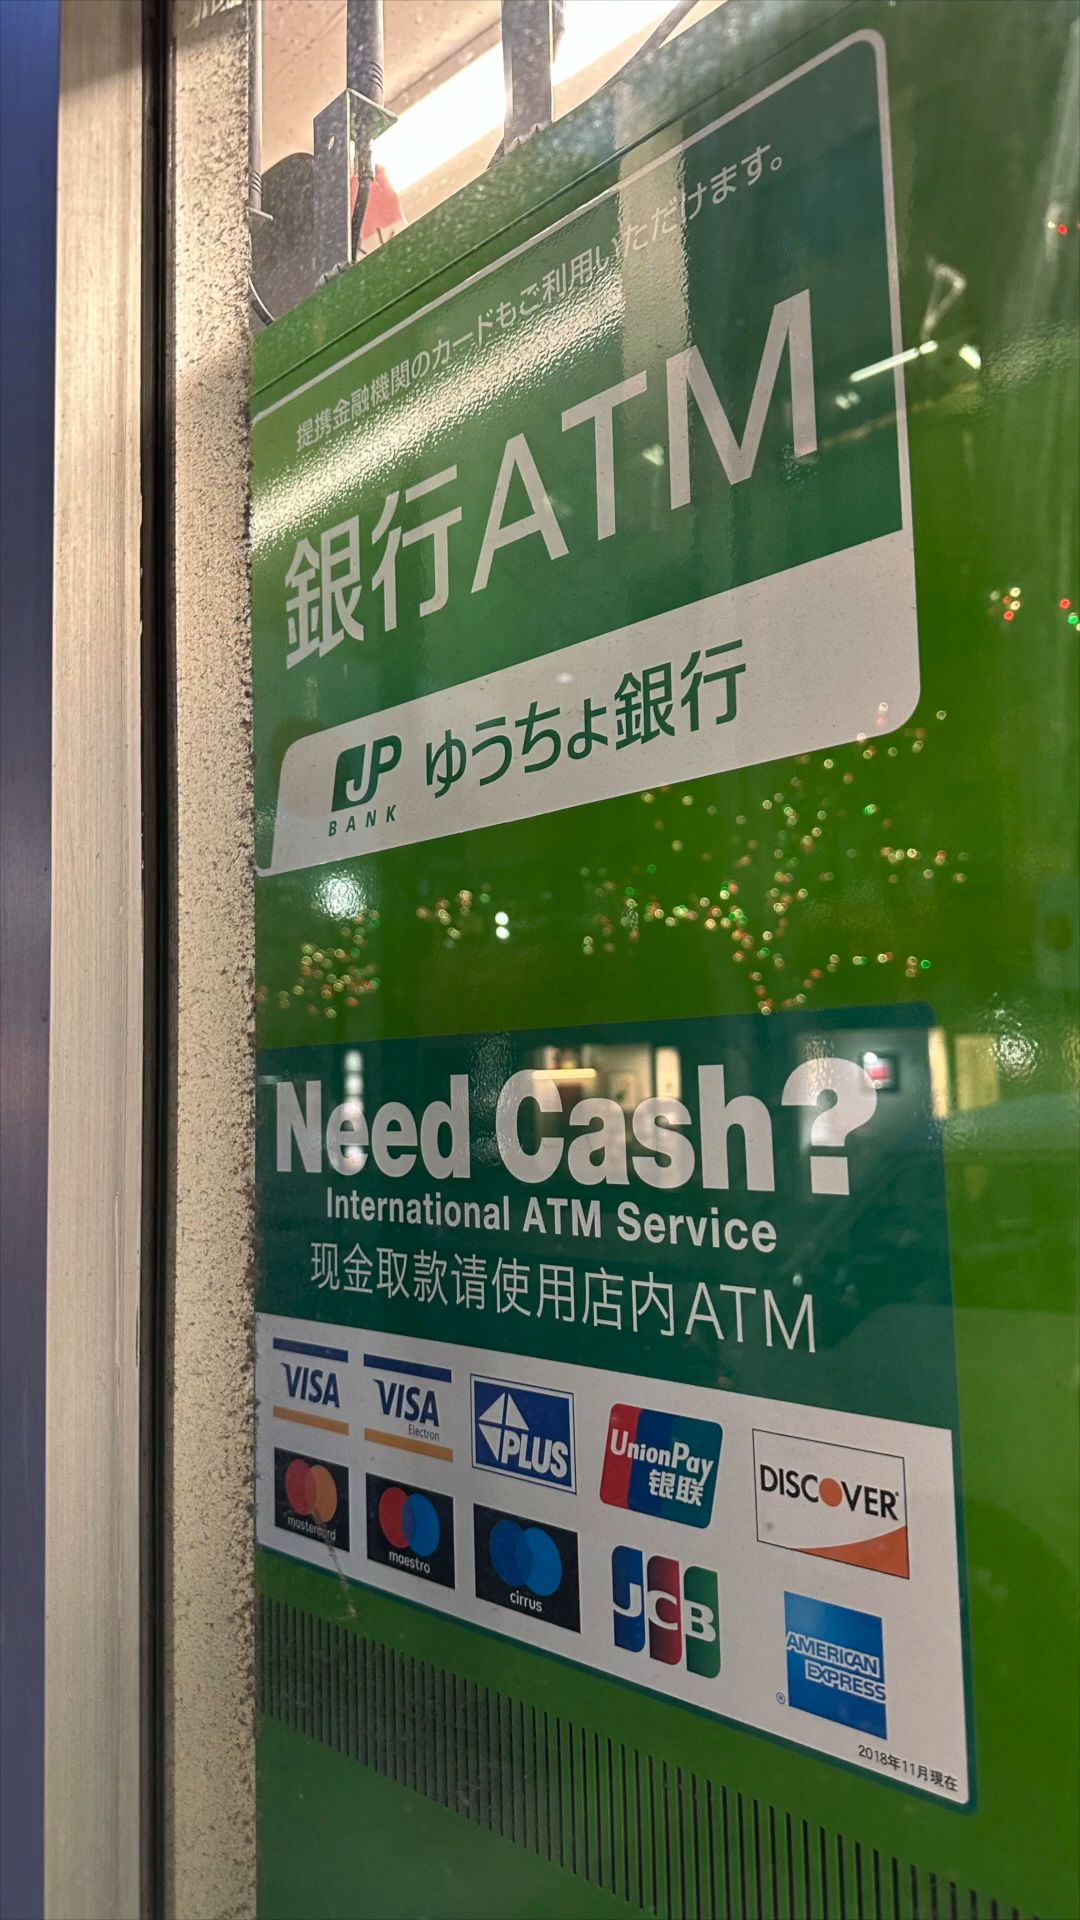 提携金融機関のカードもご利用いただけます。
銀行ATM
JP
BANK
ゆうちょ銀行
Need Cash?
International ATM Service
现金取款请使用店内ATM
VISA
VISA
Electron
PLUS
UnionPay
银联
DISCOVER
mastercard
maestro
cirrus
JCB
AMERICAN
EXPRESS
®
2018年11月現在